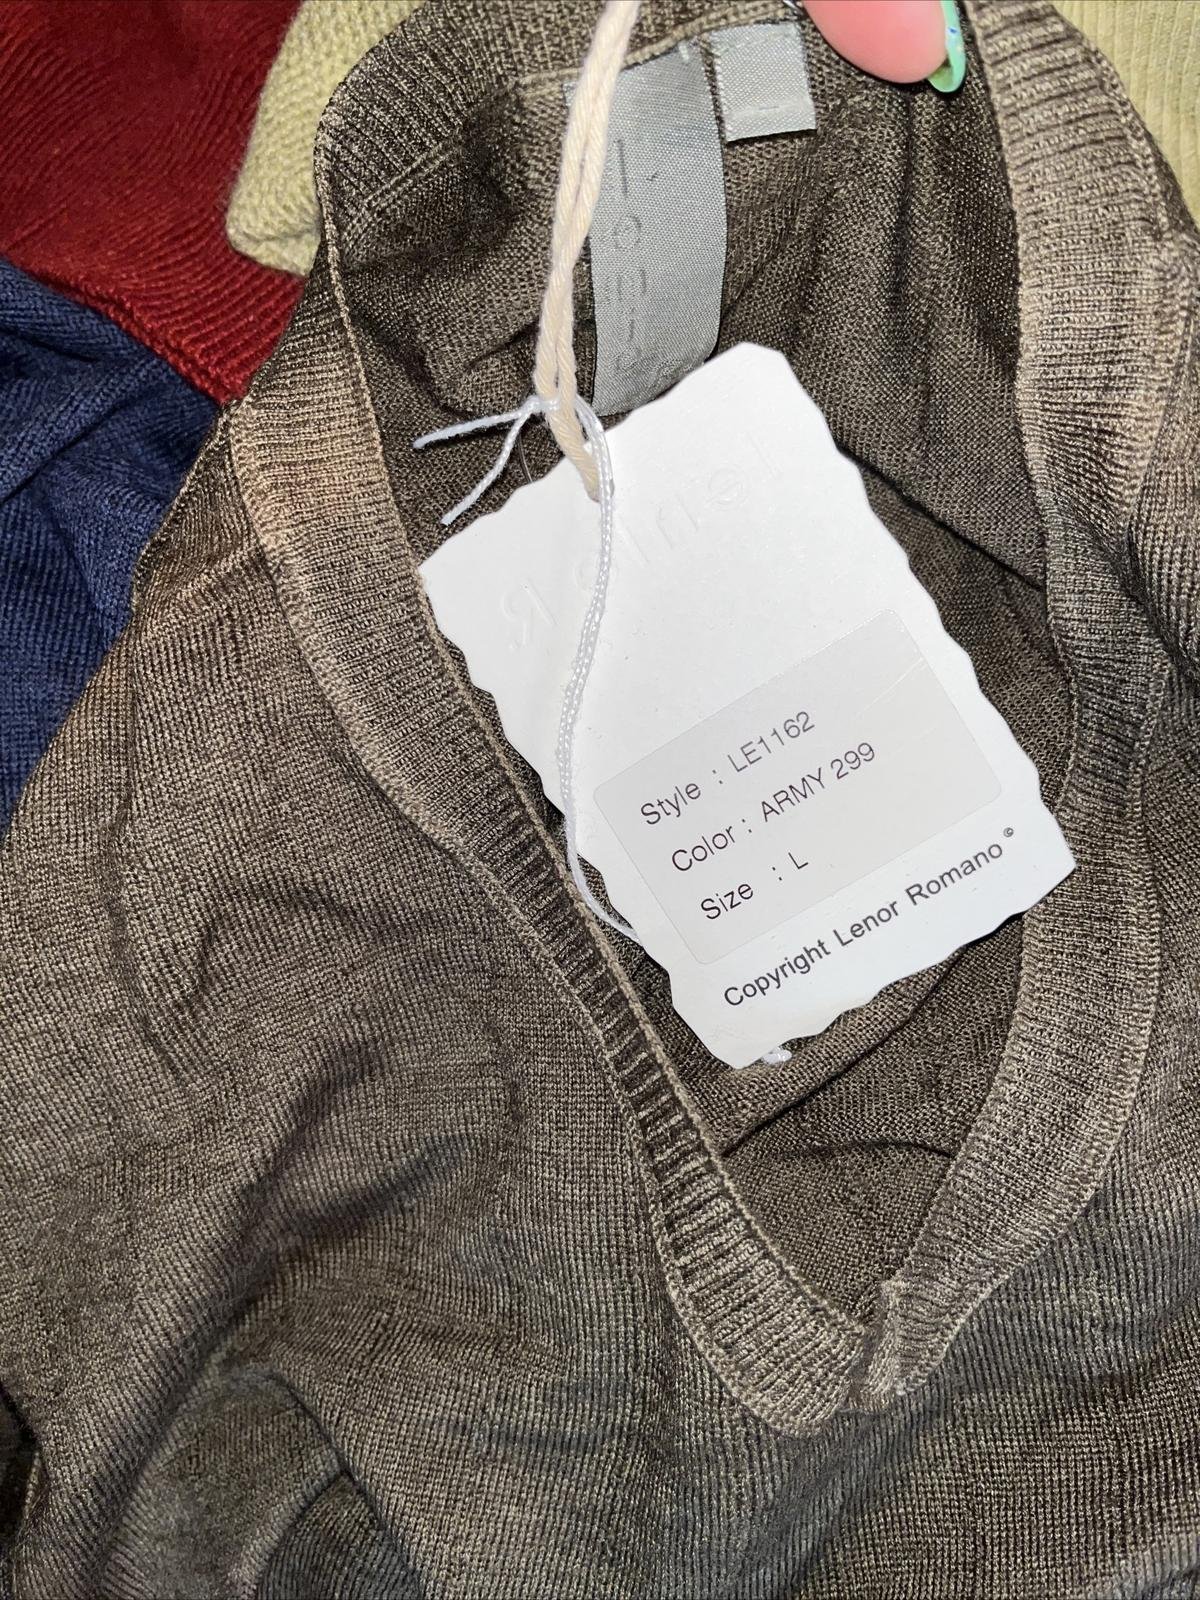 L
Style : LE1162
Color : ARMY 299
Size : L
Copyright Lenor Romano©